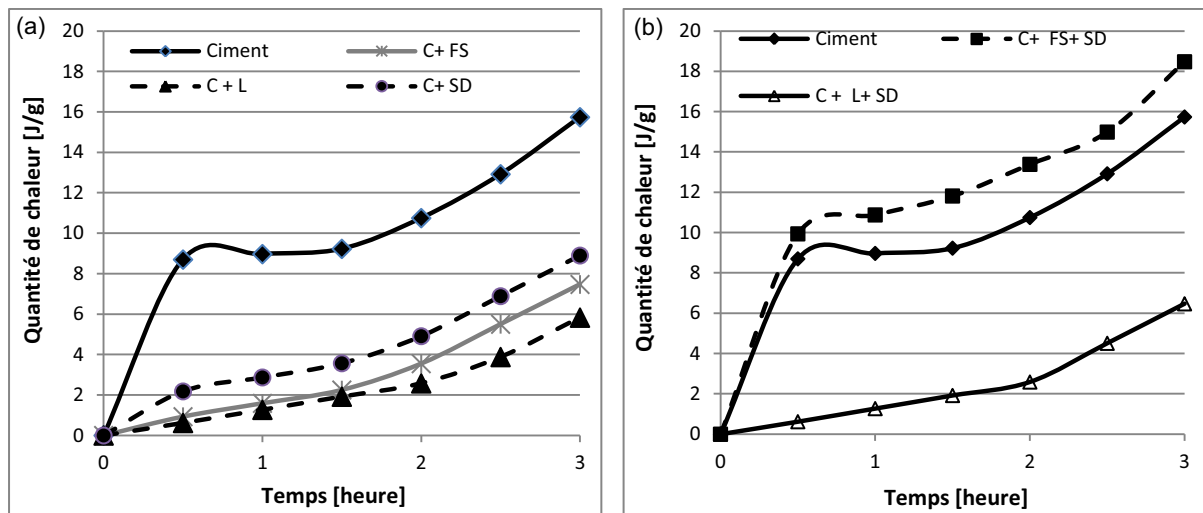 (a)
Quantité de chaleur [J/g]
20
18
16
14
12
10
8
6
4
2
0
Ciment
C+ FS
C + L
C+ SD
0 1 2 3
Temps [heure]
(b)
Quantité de chaleur [J/g]
20
18
16
14
12
10
8
6
4
2
0
Ciment
C+ FS+ SD
C + L+ SD
0 1 2 3
Temps [heure]